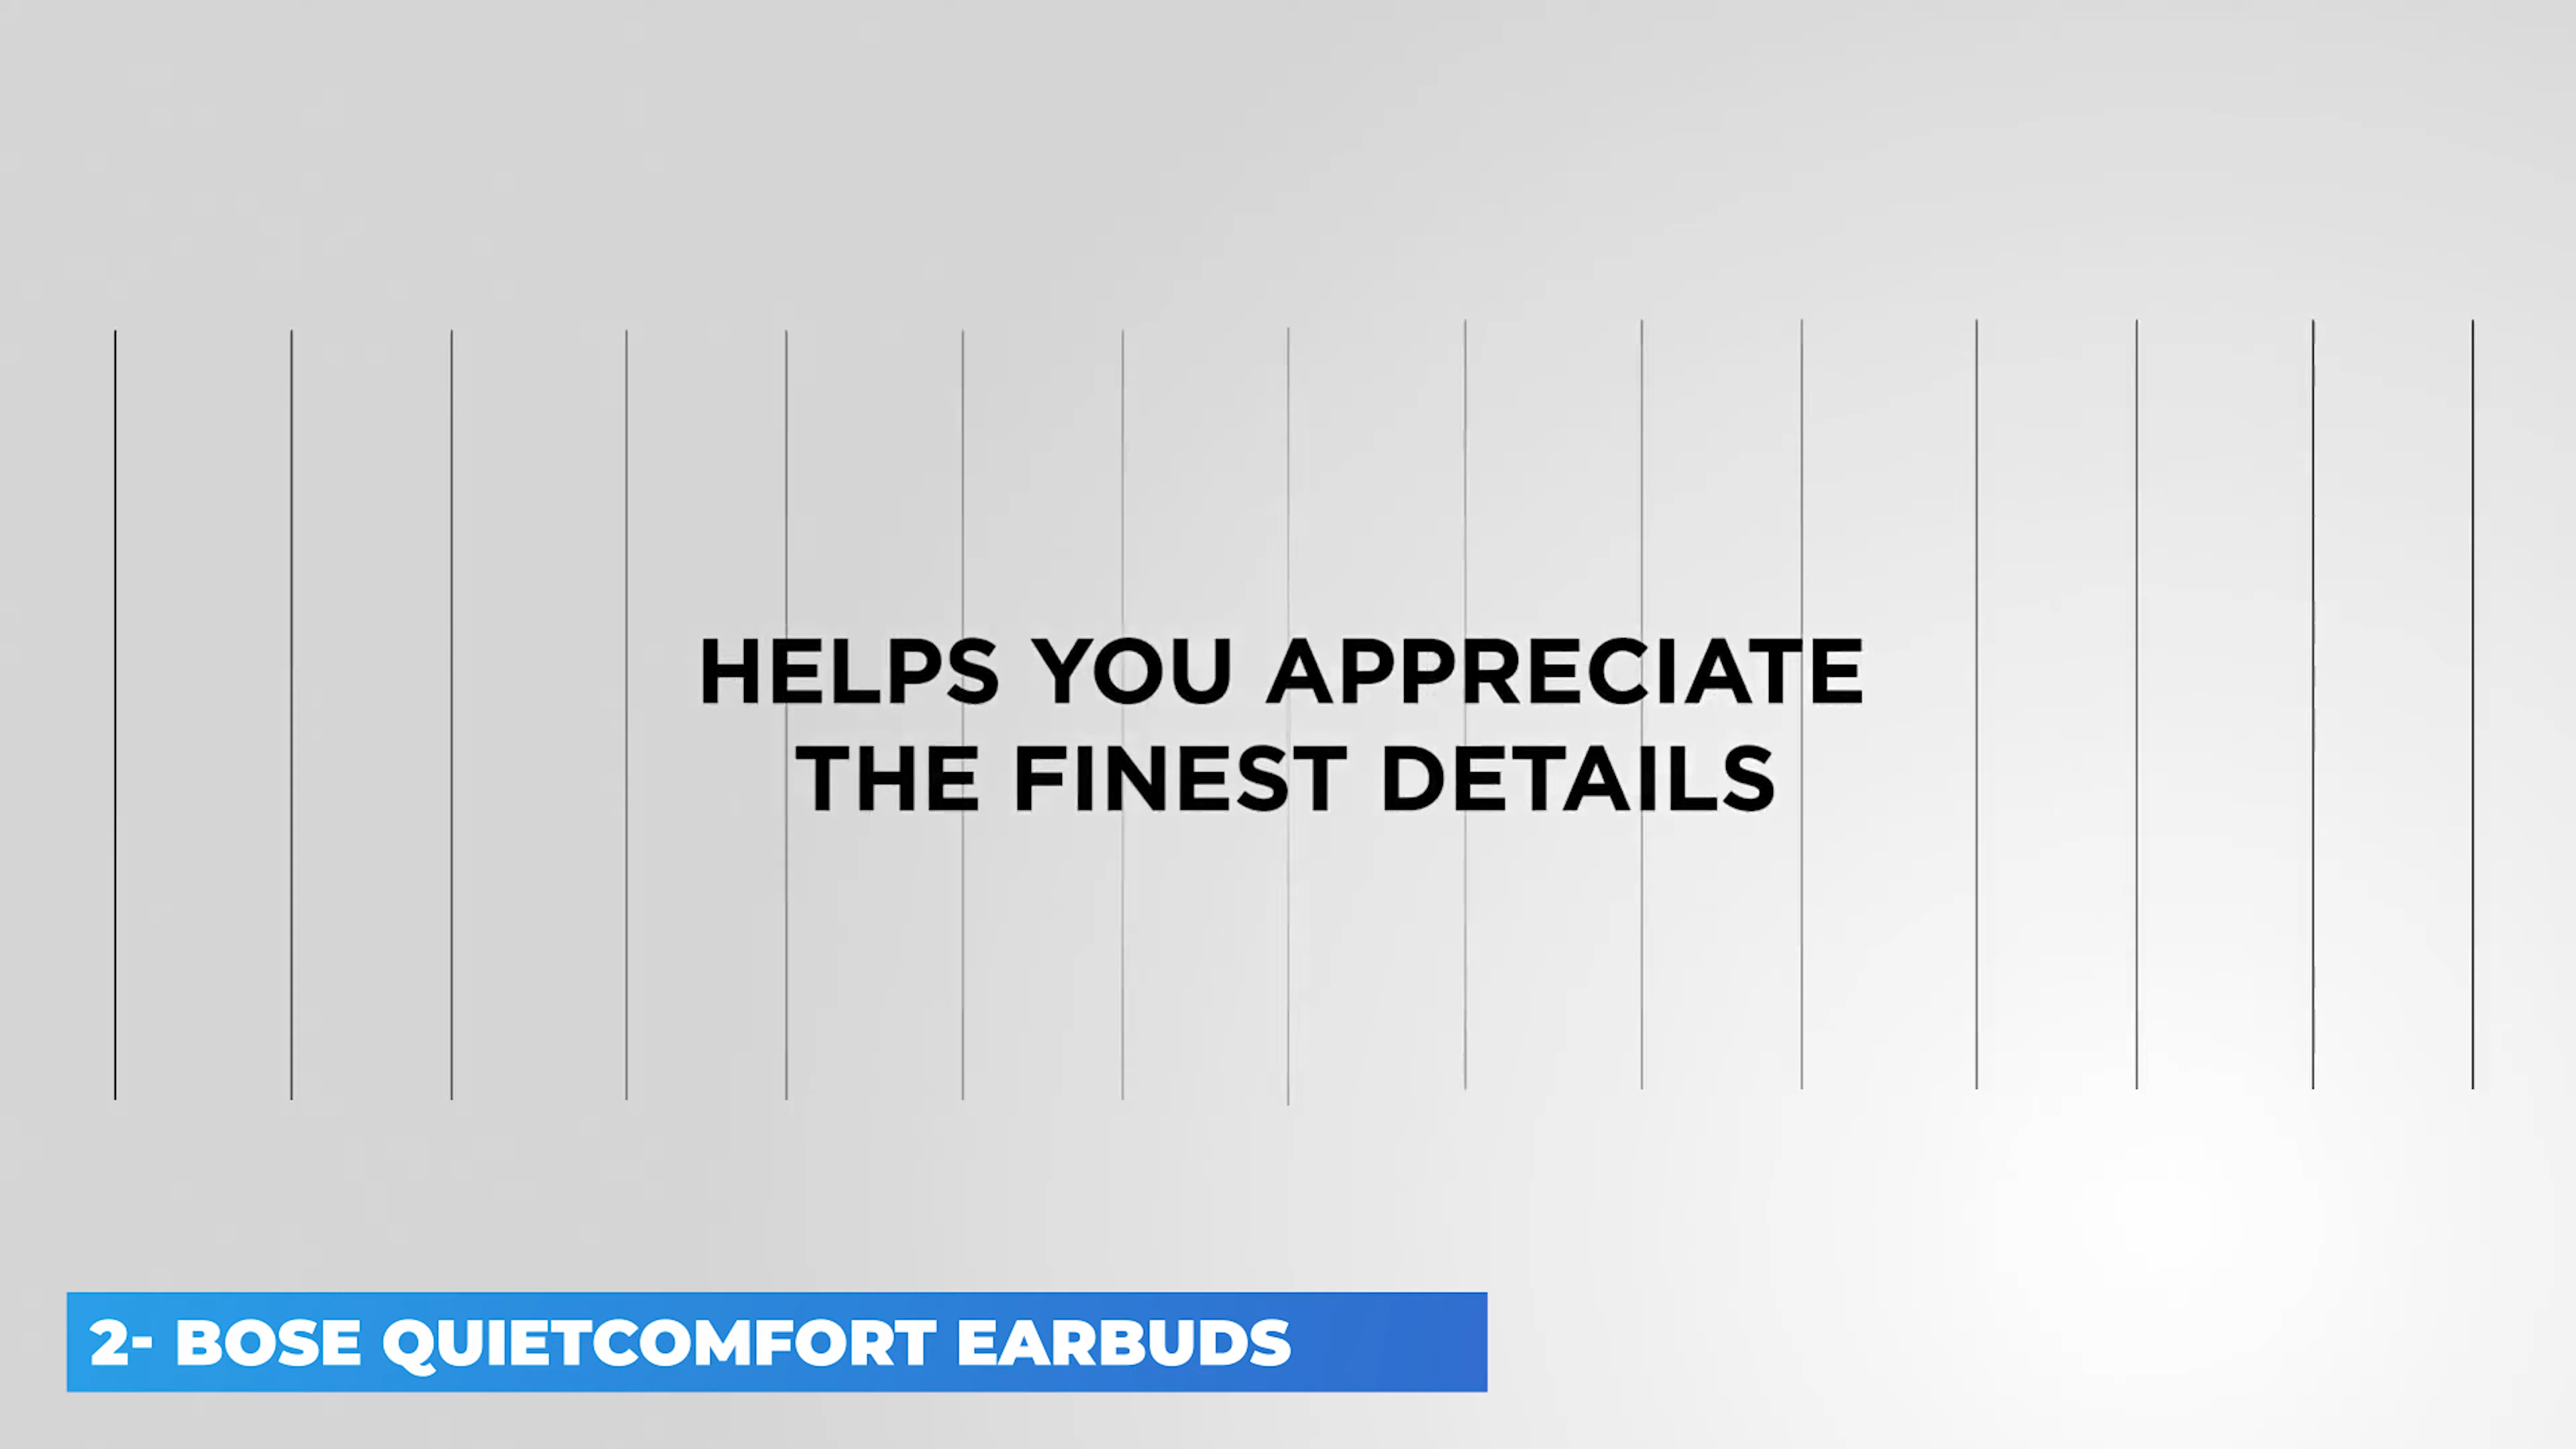 HELPS YOU APPRECIATE
THE FINEST DETAILS
2- BOSE QUIETCOMFORT EARBUDS